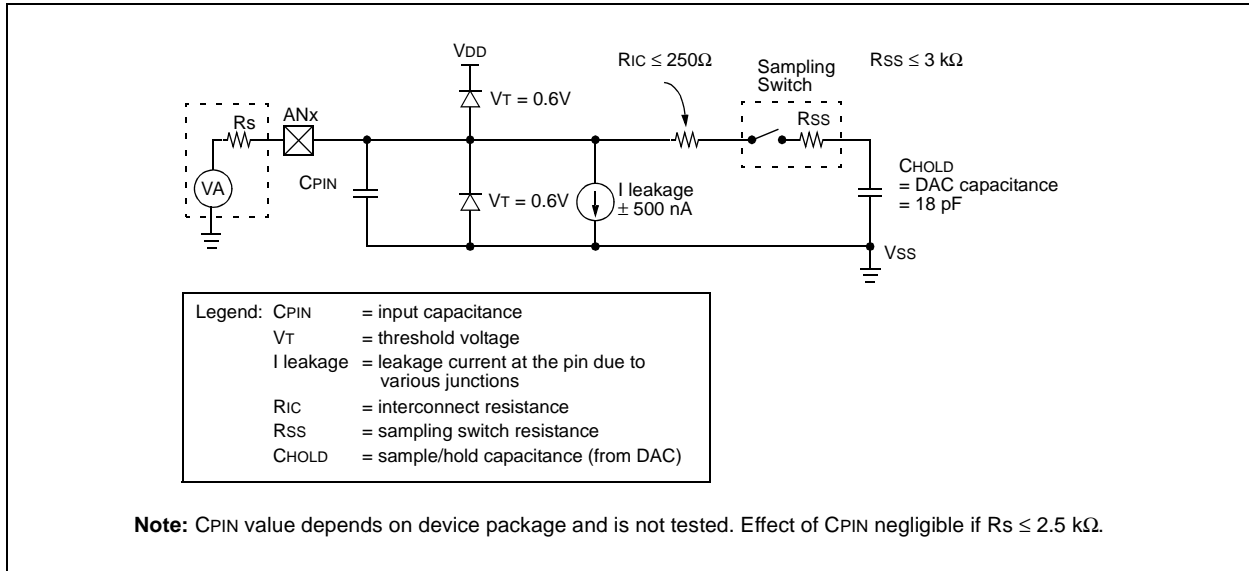 VDD
RIC ≤ 250Ω
Sampling
Switch
RSS ≤ 3 kΩ
VT = 0.6V
Rs
ANx
RSS
CPIN
VA
VT = 0.6V
I leakage
± 500 nA
CHOLD
= DAC capacitance
= 18 pF
VSS
Legend: CPIN = input capacitance
VT = threshold voltage
I leakage = leakage current at the pin due to
various junctions
RIC = interconnect resistance
RSS = sampling switch resistance
CHOLD = sample/hold capacitance (from DAC)
Note: CPIN value depends on device package and is not tested. Effect of CPIN negligible if Rs ≤ 2.5 kΩ.